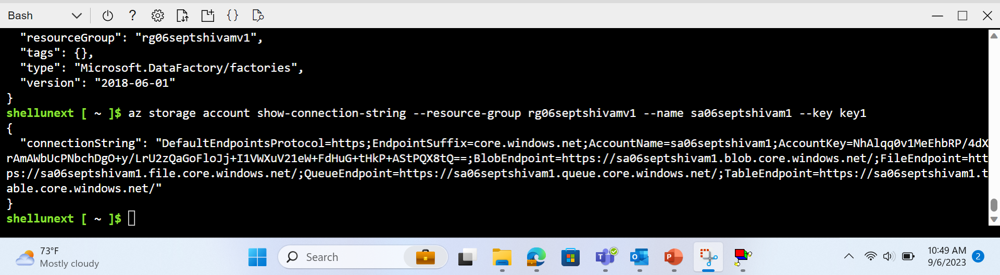 Bash
"resourceGroup": "rg06septshivamv1",
"tags": {},
"type": "Microsoft.DataFactory/factories",
"version": "2018-06-01"
}
shellunext [ ~ ]$ az storage account show-connection-string --resource-group rg06septshivamv1 --name sa06septshivam1 --key key1
{
"connectionString": "DefaultEndpointsProtocol=https;EndpointSuffix=core.windows.net;AccountName=sa06septshivam1;AccountKey=NhAlqq0v1MeEhbRP/4dX
rAmAWbUcPNbchDgO+y/LrU2zQaGoFloJj+I1VWXuV21eW+FdHuG+tHkP+AStPQX8tQ==;BlobEndpoint=https://sa06septshivam1.blob.core.windows.net/;FileEndpoint=htt
ps://sa06septshivam1.file.core.windows.net/;QueueEndpoint=https://sa06septshivam1.queue.core.windows.net/;TableEndpoint=https://sa06septshivam1.t
able.core.windows.net/"
}
shellunext [ ~ ]$
73°F
Mostly cloudy
Search
10:49 AM
9/6/2023
2